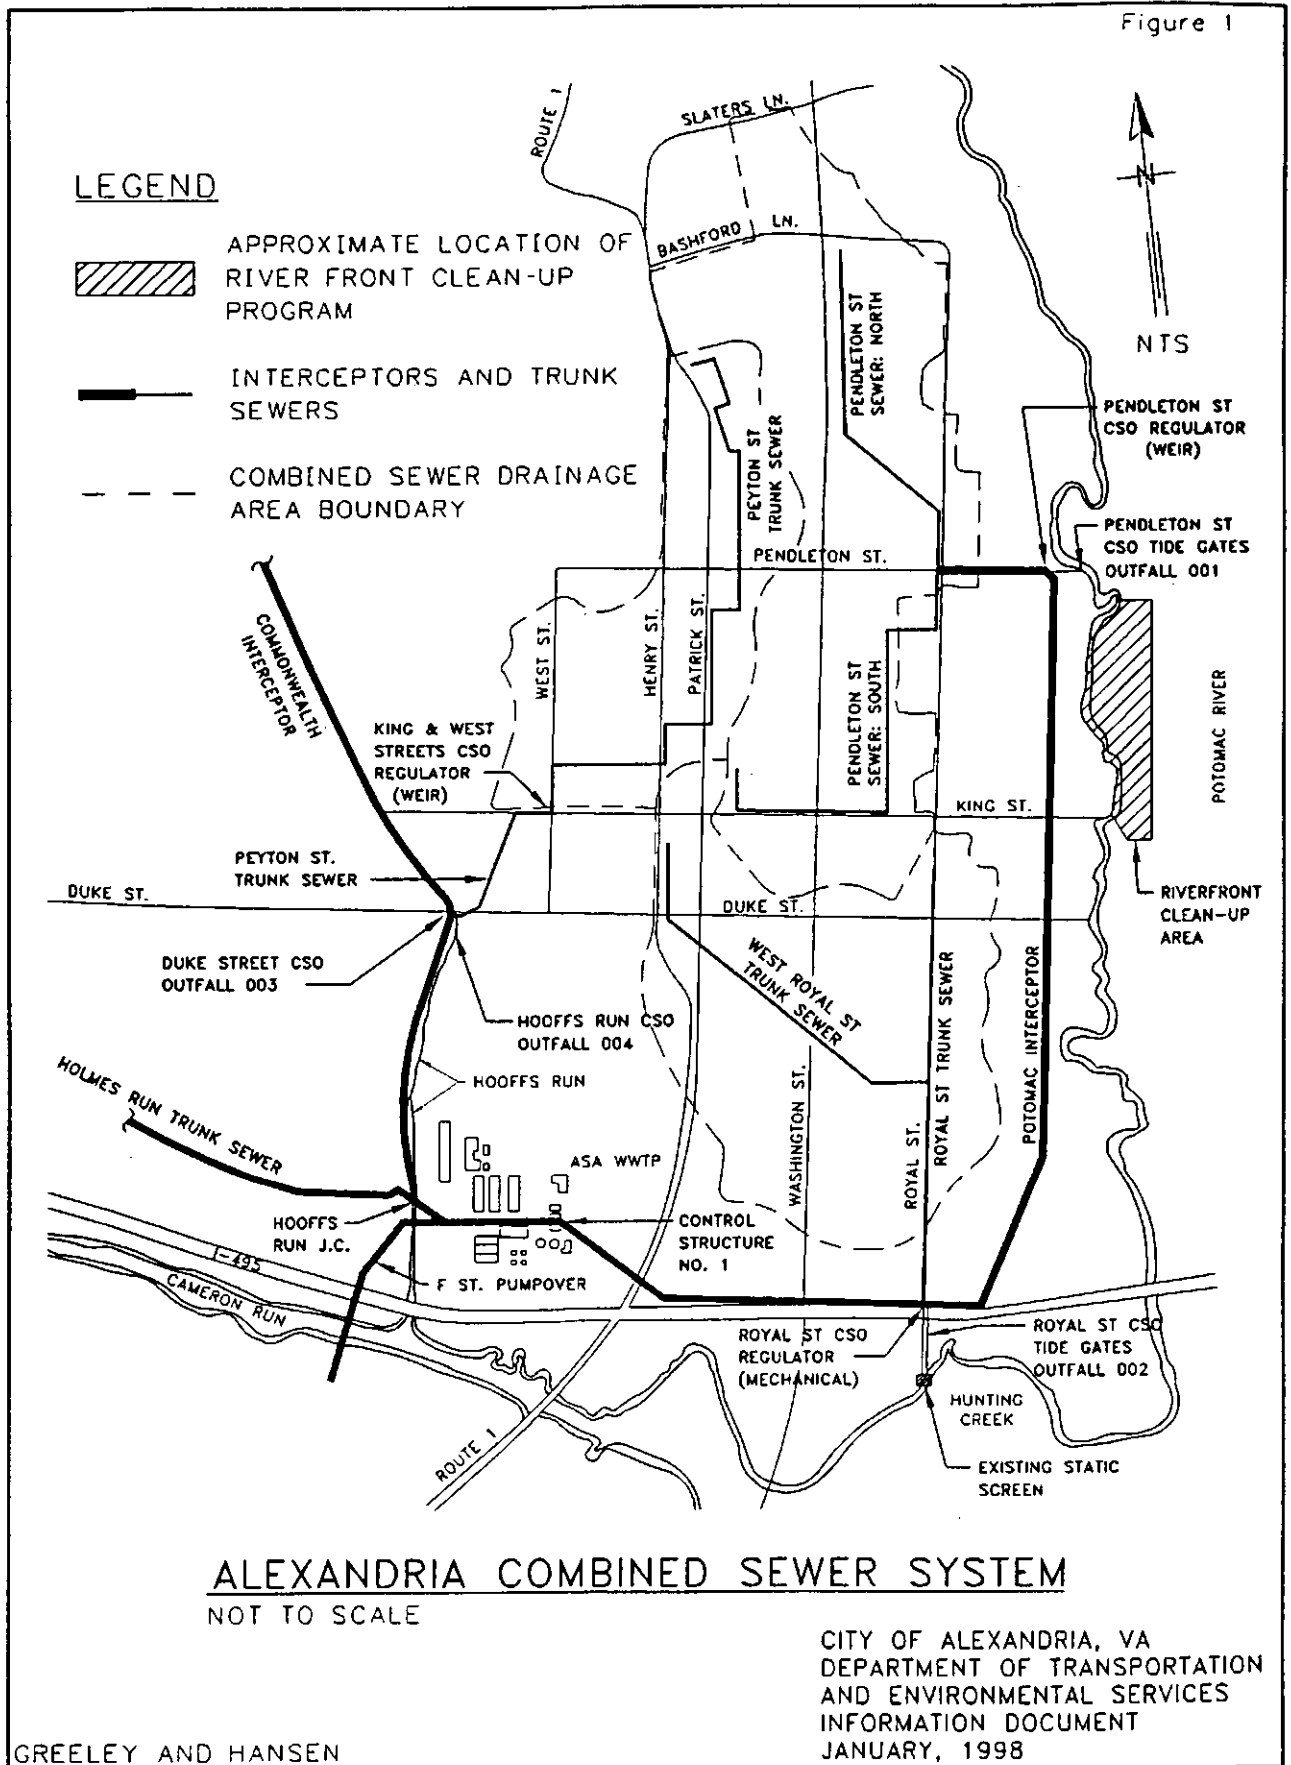 Figure 1
LEGEND
APPROXIMATE LOCATION OF
RIVER FRONT CLEAN-UP
PROGRAM
INTERCEPTORS AND TRUNK
SEWERS
COMBINED SEWER DRAINAGE
AREA BOUNDARY
ROUTE 1
SLATERS LN.
BASHFORD LN.
N
NTS
PENDLETON ST
SEWER: NORTH
PEYTON ST
TRUNK SEWER
PENDLETON ST
CSO REGULATOR
(WEIR)
PENDLETON ST
CSO TIDE GATES
OUTFALL 001
PENDLETON ST.
COMMONWEALTH
INTERCEPTOR
WEST ST.
HENRY ST.
PATRICK ST.
PENDLETON ST
SEWER: SOUTH
POTOMAC RIVER
KING & WEST
STREETS CSO
REGULATOR
(WEIR)
KING ST.
PEYTON ST.
TRUNK SEWER
DUKE ST.
DUKE ST.
RIVERFRONT
CLEAN-UP
AREA
DUKE STREET CSO
OUTFALL 003
HOOFFS RUN CSO
OUTFALL 004
WEST ROYAL ST
TRUNK SEWER
ROYAL ST TRUNK SEWER
POTOMAC INTERCEPTOR
HOOFFS RUN
HOLMES RUN TRUNK SEWER
WASHINGTON ST.
ROYAL ST.
ASA WWTP
HOOFFS
RUN J.C.
CONTROL
STRUCTURE
NO. 1
I-495
F ST. PUMPOVER
CAMERON RUN
ROYAL ST CSO
REGULATOR
(MECHANICAL)
ROYAL ST CSO
TIDE GATES
OUTFALL 002
HUNTING
CREEK
ROUTE 1
EXISTING STATIC
SCREEN
ALEXANDRIA COMBINED SEWER SYSTEM
NOT TO SCALE
CITY OF ALEXANDRIA, VA
DEPARTMENT OF TRANSPORTATION
AND ENVIRONMENTAL SERVICES
INFORMATION DOCUMENT
JANUARY, 1998
GREELEY AND HANSEN